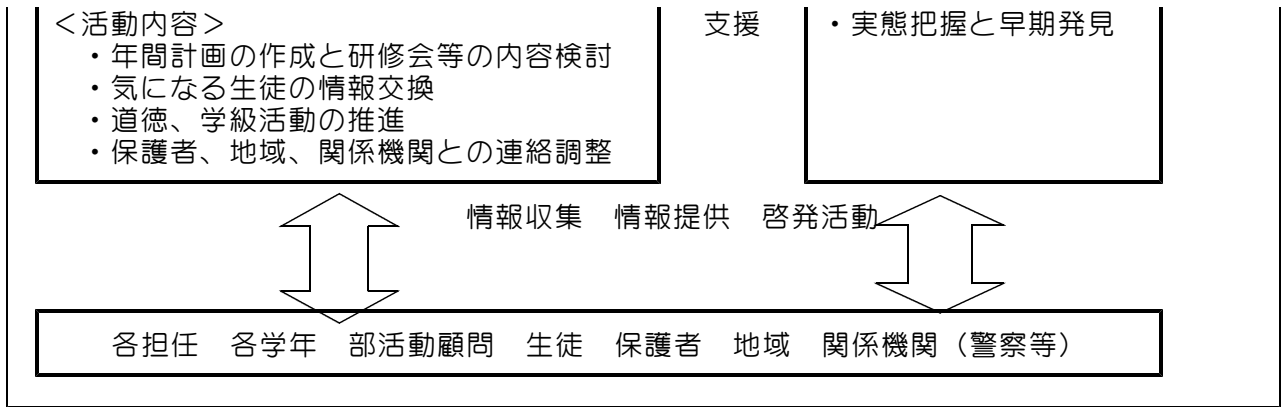 <活動内容>
・年間計画の作成と研修会等の内容検討
・気になる生徒の情報交換
・道徳、学級活動の推進
・保護者、地域、関係機関との連絡調整
支援
・実態把握と早期発見
情報収集 情報提供 啓発活動
各担任 各学年 部活動顧問 生徒 保護者 地域 関係機関(警察等)